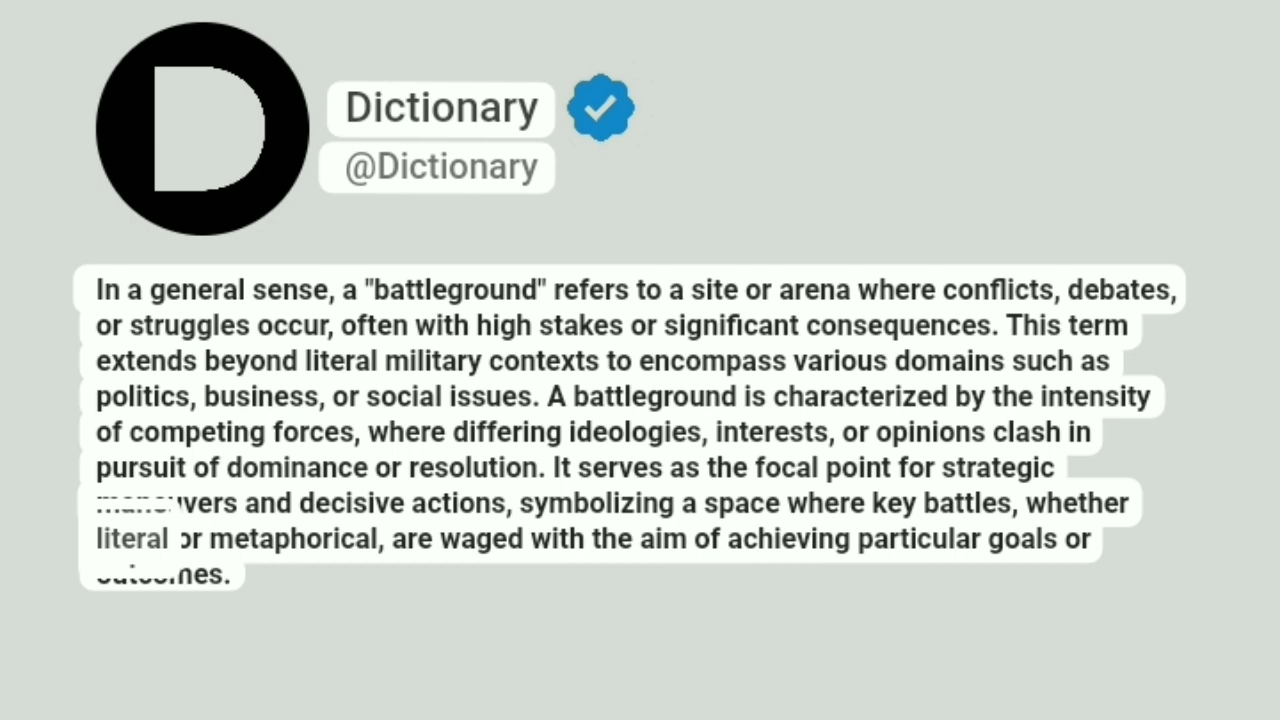 Dictionary
@Dictionary
In a general sense, a "battleground" refers to a site or arena where conflicts, debates,
or struggles occur, often with high stakes or significant consequences. This term
extends beyond literal military contexts to encompass various domains such as
politics, business, or social issues. A battleground is characterized by the intensity
of competing forces, where differing ideologies, interests, or opinions clash in
pursuit of dominance or resolution. It serves as the focal point for strategic
maneuvers and decisive actions, symbolizing a space where key battles, whether
literal or metaphorical, are waged with the aim of achieving particular goals or
outcomes.